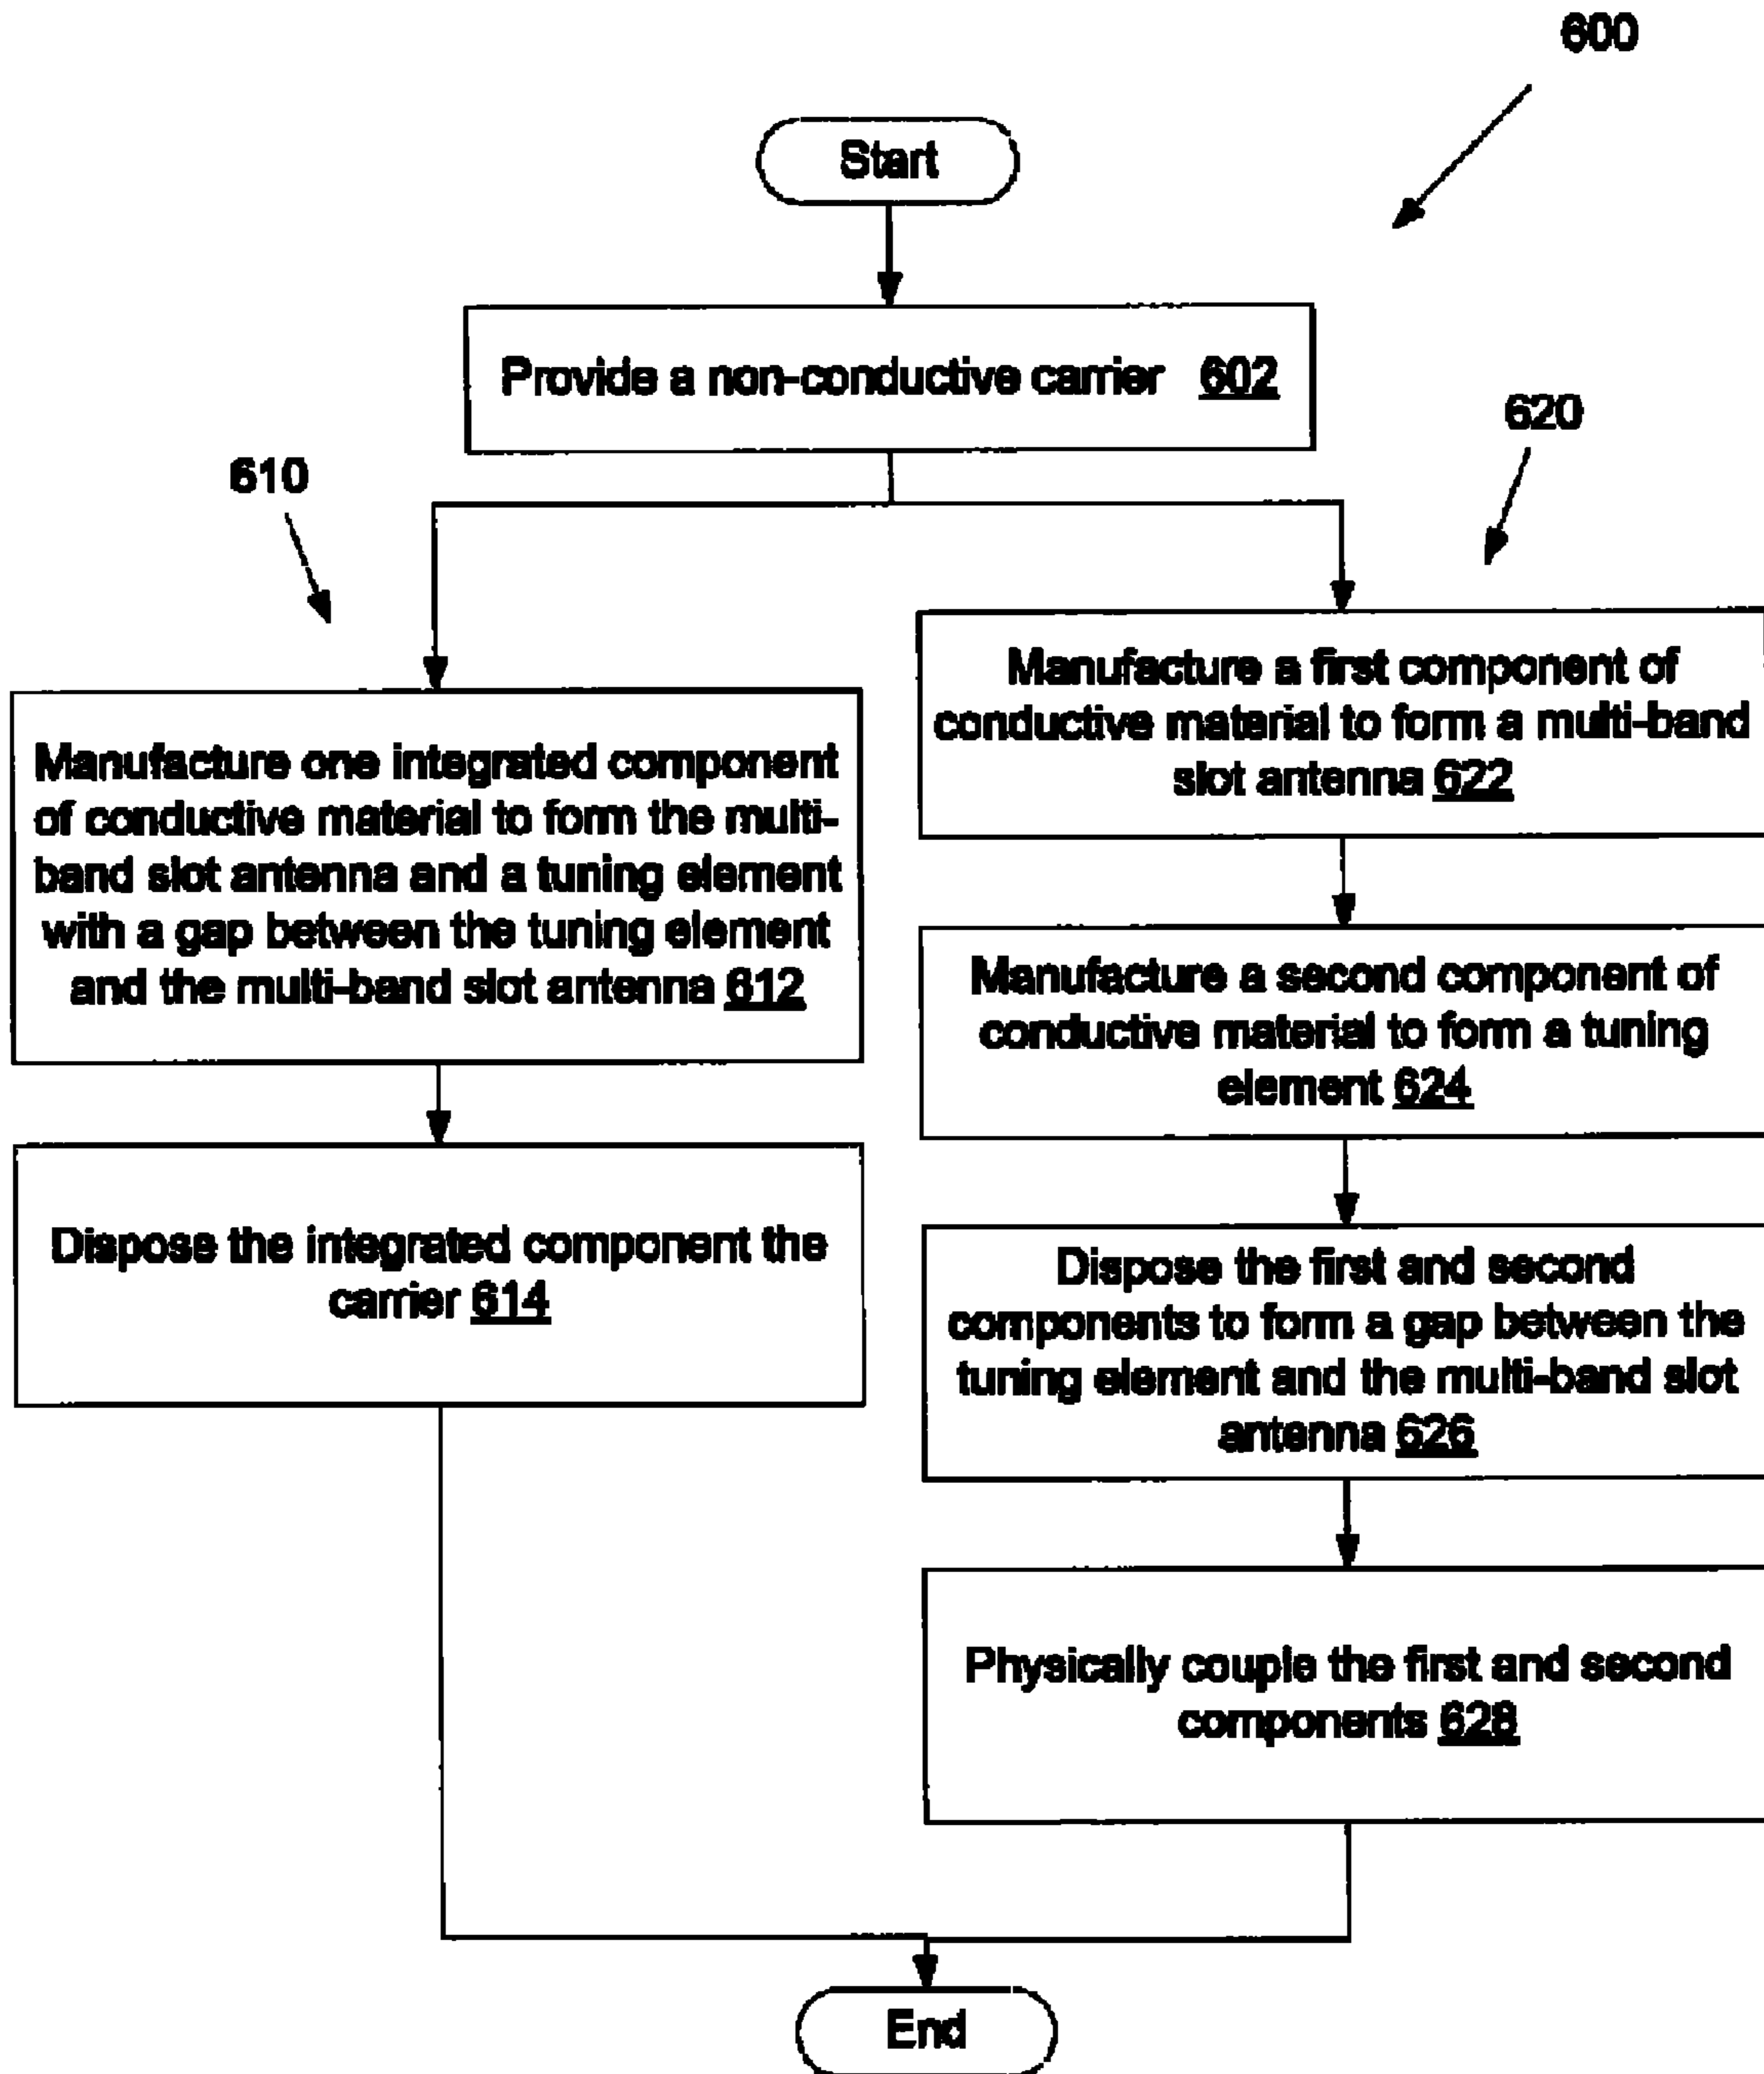 600
Start
Provide a non-conductive carrier 602
610
620
Manufacture one integrated component
of conductive material to form the multi-
band slot antenna and a tuning element
with a gap between the tuning element
and the multi-band slot antenna 612
Dispose the integrated component the
carrier 614
Manufacture a first component of
conductive material to form a multi-band
slot antenna 622
Manufacture a second component of
conductive material to form a tuning
element 624
Dispose the first and second
components to form a gap between the
tuning element and the multi-band slot
antenna 626
Physically couple the first and second
components 628
End